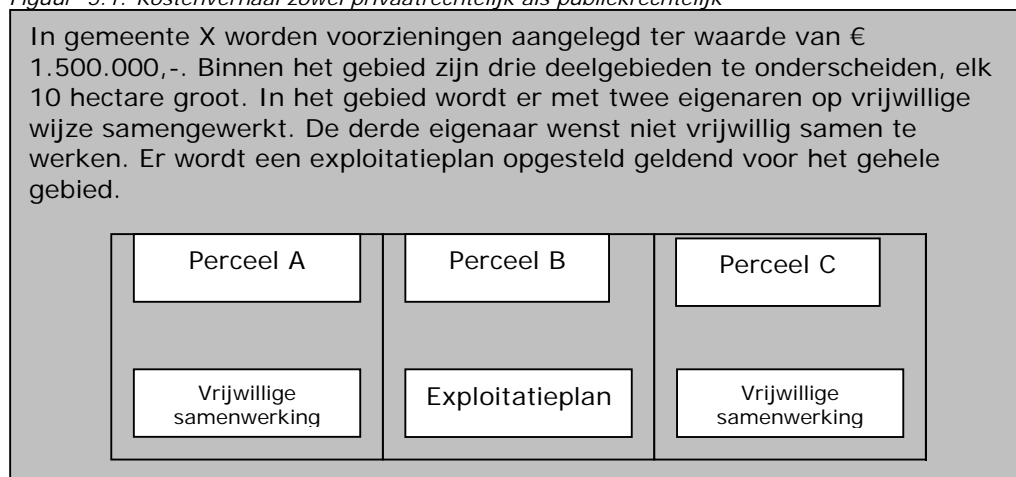 Figuur Kostenverhaal zowel privaatrechtelijk als publiekrechtelijk
In gemeente X worden voorzieningen aangelegd ter waarde van €
1.500.000,-. Binnen het gebied zijn drie deelgebieden te onderscheiden, elk
10 hectare groot. In het gebied wordt er met twee eigenaren op vrijwillige
wijze samengewerkt. De derde eigenaar wenst niet vrijwillig samen te
werken. Er wordt een exploitatieplan opgesteld geldend voor het gehele
gebied.
Perceel A Perceel B Perceel C
Vrijwillige Exploitatieplan Vrijwillige
samenwerking samenwerking